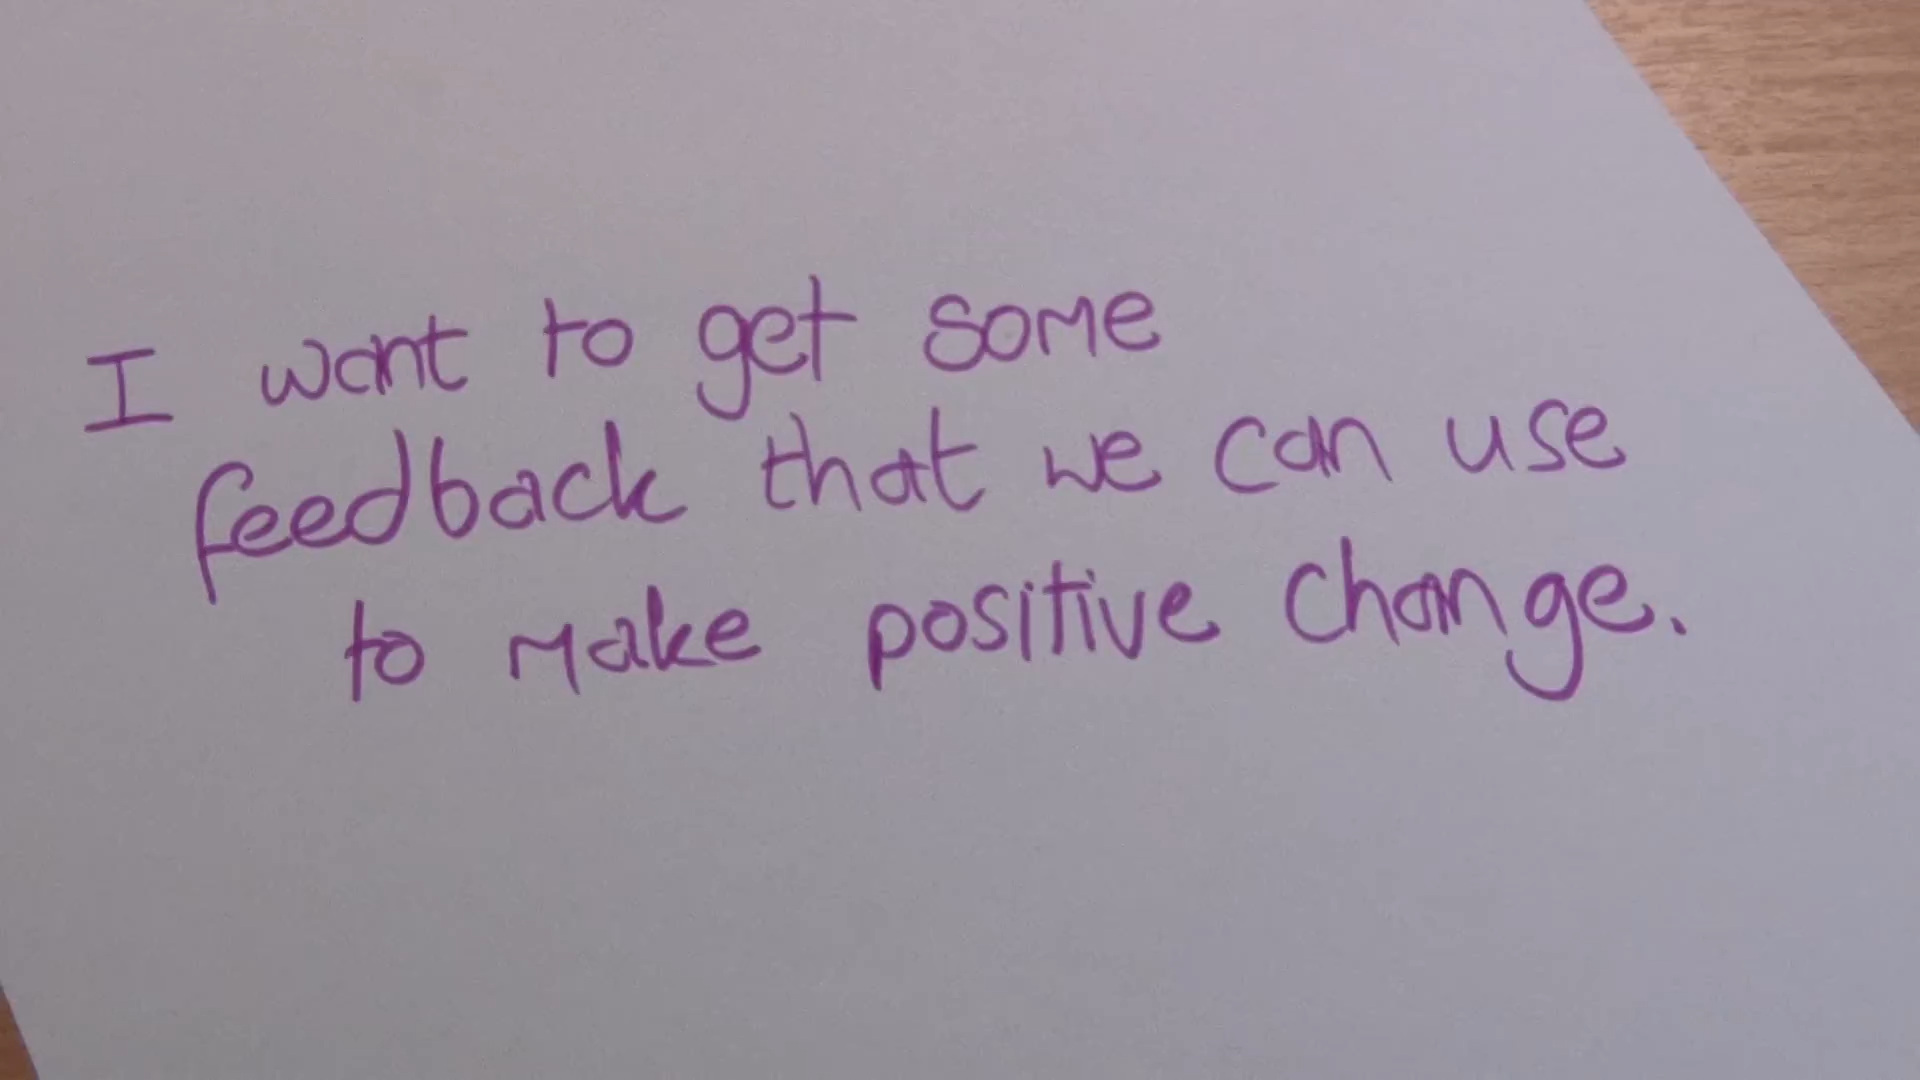 I want to get some
feedback that we can use
to make positive change.